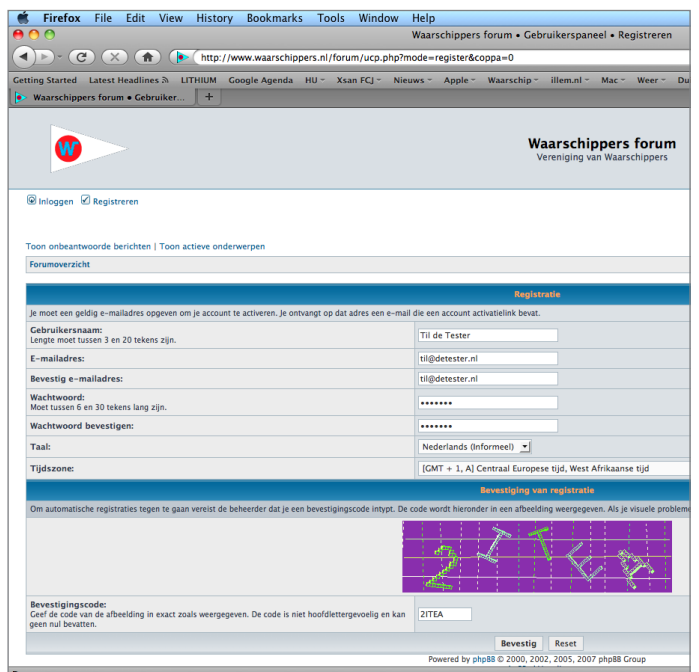 Firefox File Edit View History Bookmarks Tools Window Help
Waarschippers forum • Gebruikerspaneel • Registreren
http://www.waarschippers.nl/forum/ucp.php?mode=register&coppa=0
Getting Started Latest Headlines LITHIUM Google Agenda HU Xsan FCJ Nieuws Apple Waarschip illem.nl Mac Weer Du
Waarschippers forum • Gebruiker... +
W
Waarschippers forum
Vereniging van Waarschippers
Inloggen Registreren
Toon onbeantwoorde berichten | Toon actieve onderwerpen
Forumoverzicht
Registratie
Je moet een geldig e-mailadres opgeven om je account te activeren. Je ontvangt op dat adres een e-mail die een account activatielink bevat.
Gebruikersnaam:
Lengte moet tussen 3 en 20 tekens zijn.
Til de Tester
E-mailadres:
til@detester.nl
Bevestig e-mailadres:
til@detester.nl
Wachtwoord:
Moet tussen 6 en 30 tekens lang zijn.
•••••••
Wachtwoord bevestigen:
•••••••
Taal:
Nederlands (Informeel)
Tijdszone:
[GMT + 1, A] Centraal Europese tijd, West Afrikaanse tijd
Bevestiging van registratie
Om automatische registraties tegen te gaan vereist de beheerder dat je een bevestigingscode intypt. De code wordt hieronder in een afbeelding weergegeven. Als je visuele probleme
2ITEA
Bevestigingscode:
Geef de code van de afbeelding in exact zoals weergegeven. De code is niet hoofdlettergevoelig en kan
geen nul bevatten.
2ITEA
Bevestig Reset
Powered by phpBB © 2000, 2002, 2005, 2007 phpBB Group